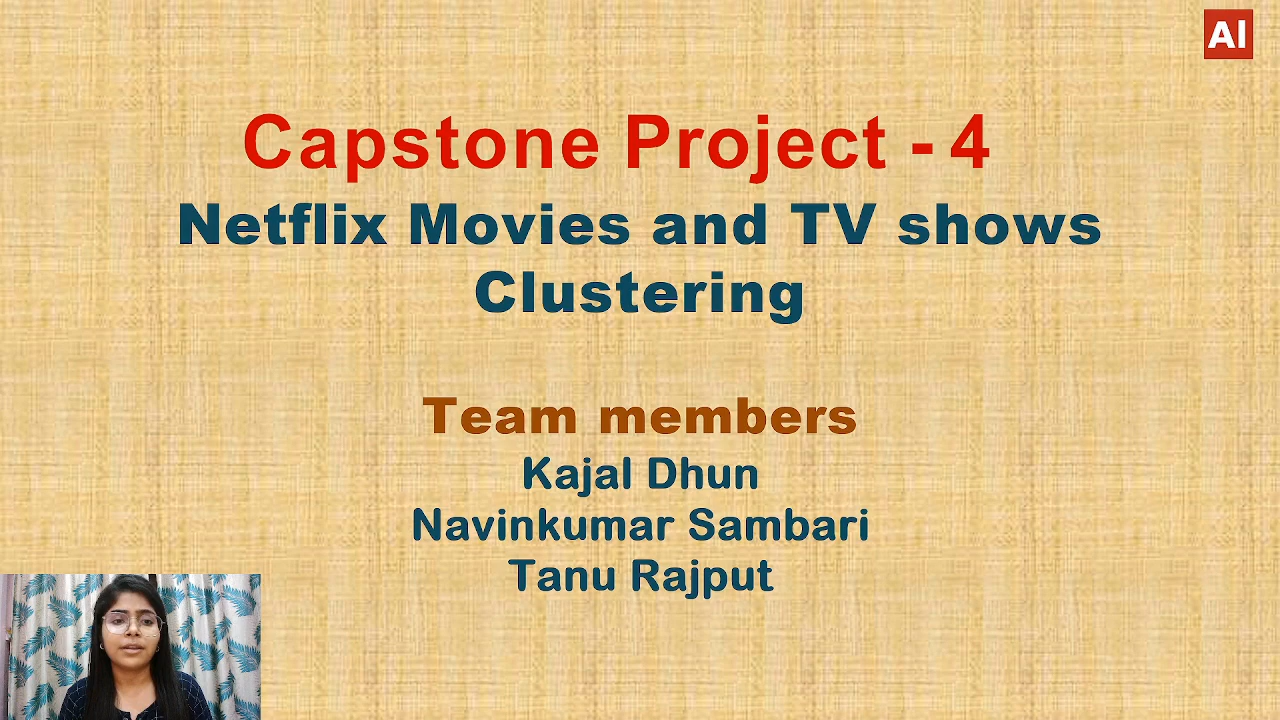 AI
Capstone Project - 4
Netflix Movies and TV shows
Clustering
Team members
Kajal Dhun
Navinkumar Sambari
Tanu Rajput